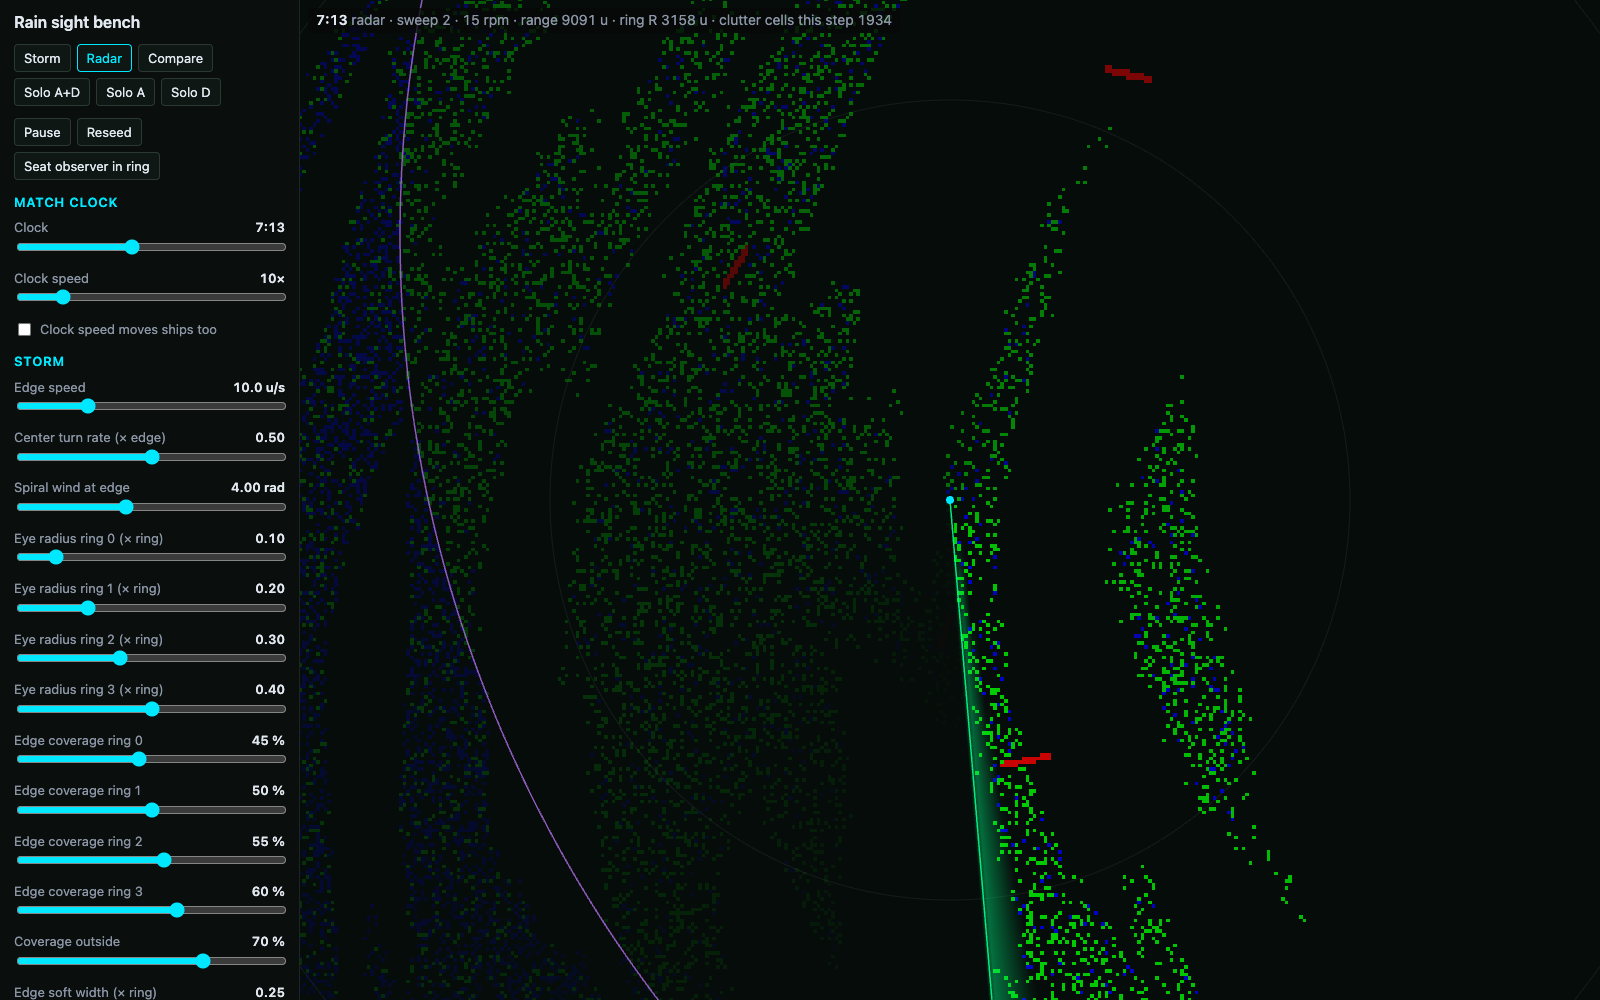 Rain sight bench
Storm Radar Compare
Solo A+D Solo A Solo D
Pause Reseed
Seat observer in ring
MATCH CLOCK
Clock 7:13
Clock speed 10×
Clock speed moves ships too
STORM
Edge speed 10.0 u/s
Center turn rate (× edge) 0.50
Spiral wind at edge 4.00 rad
Eye radius ring 0 (× ring) 0.10
Eye radius ring 1 (× ring) 0.20
Eye radius ring 2 (× ring) 0.30
Eye radius ring 3 (× ring) 0.40
Edge coverage ring 0 45 %
Edge coverage ring 1 50 %
Edge coverage ring 2 55 %
Edge coverage ring 3 60 %
Coverage outside 70 %
Edge soft width (× ring) 0.25
7:13 radar · sweep 2 · 15 rpm · range 9091 u · ring R 3158 u · clutter cells this step 1934